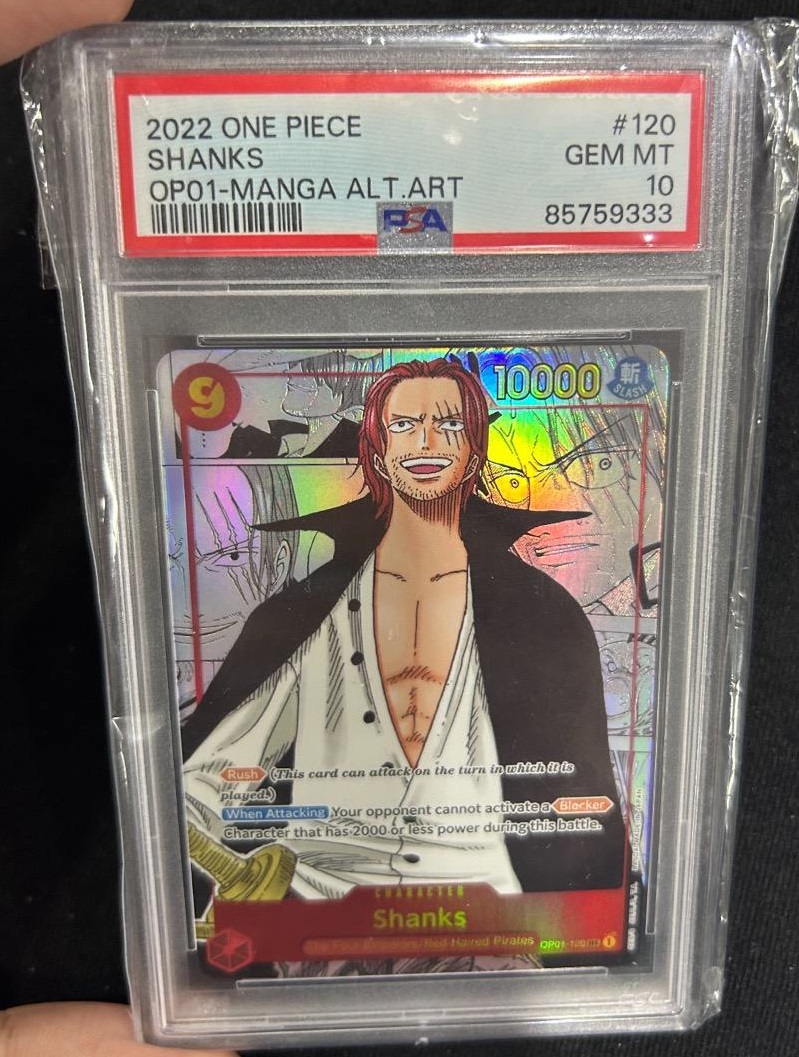 2022 ONE PIECE #120
SHANKS GEM MT
OP01-MANGA ALT.ART 10
PSA 85759333
9 10000 斬
SLASH
Rush (This card can attack on the turn in which it is
played.)
When Attacking Your opponent cannot activate a Blocker
Character that has 2000 or less power during this battle.
CHARACTER
Shanks
The Four Emperors/Red-Haired Pirates OP01-120 1